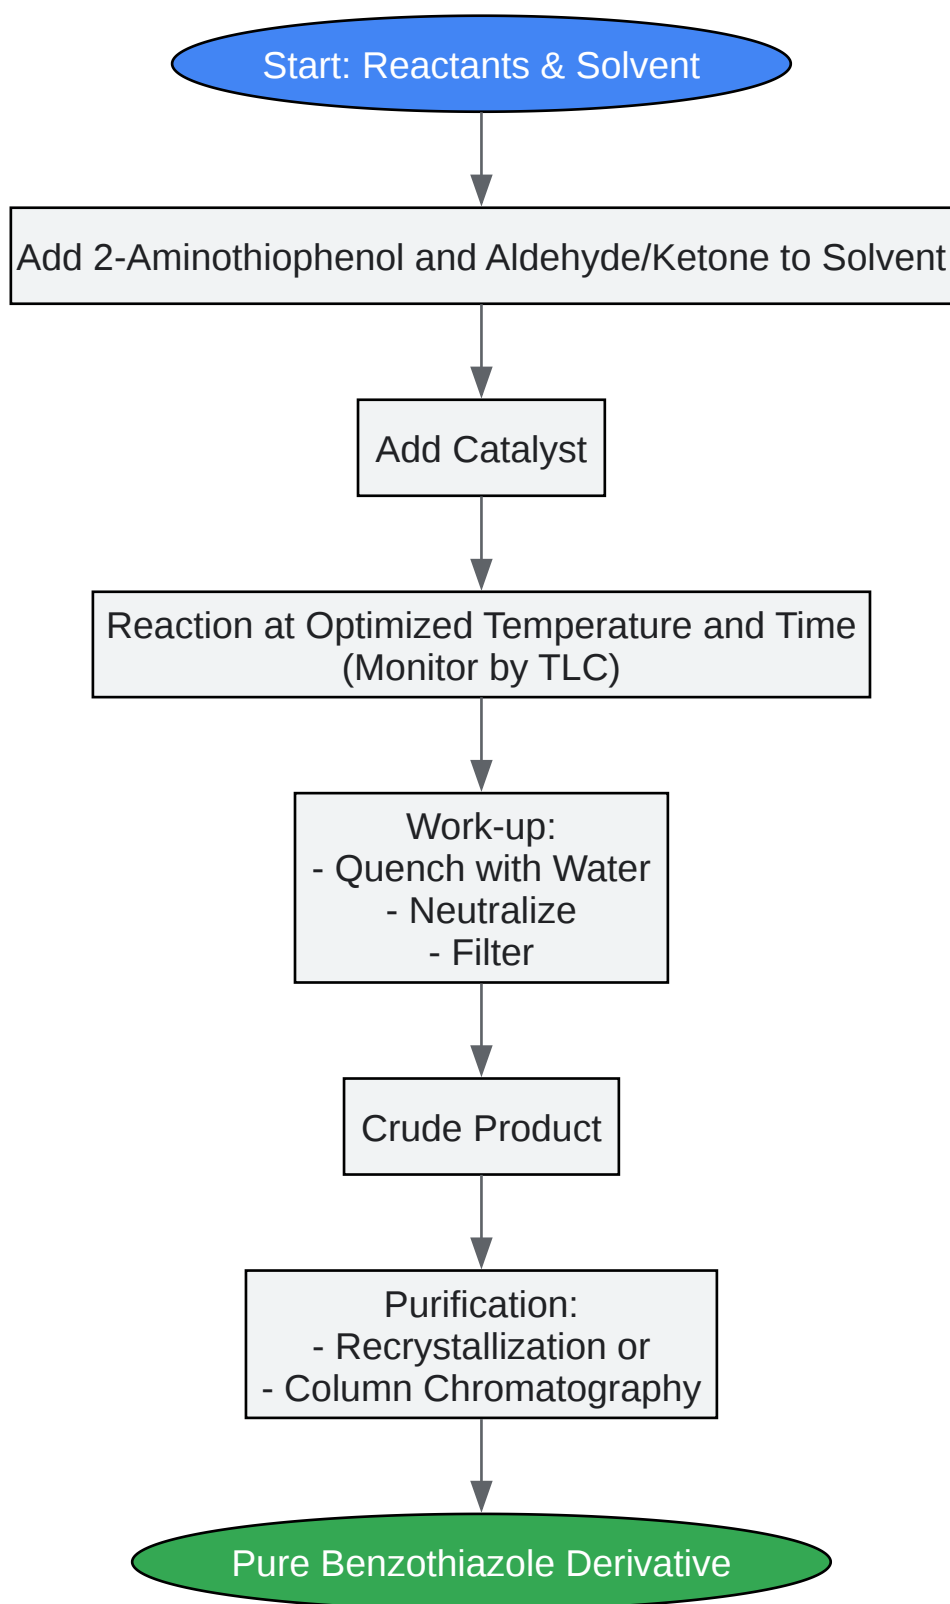 Start: Reactants & Solvent
Add 2-Aminothiophenol and Aldehyde/Ketone to Solvent
Add Catalyst
Reaction at Optimized Temperature and Time
(Monitor by TLC)
Work-up:
- Quench with Water
- Neutralize
- Filter
Crude Product
Purification:
- Recrystallization or
- Column Chromatography
Pure Benzothiazole Derivative